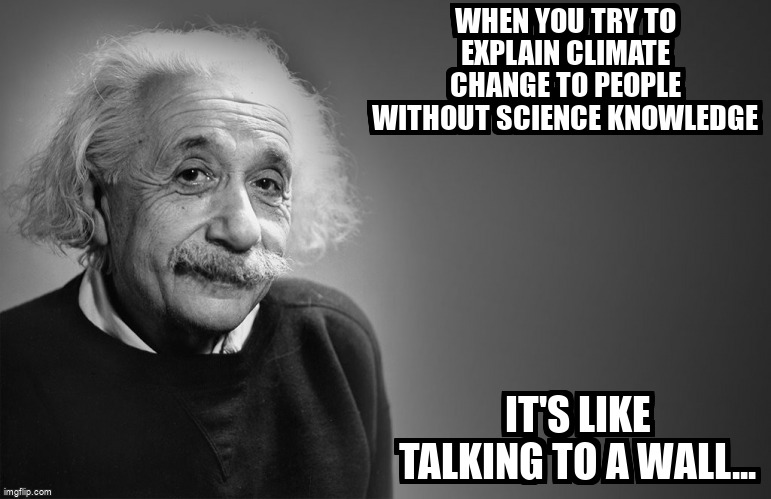 WHEN YOU TRY TO
EXPLAIN CLIMATE
CHANGE TO PEOPLE
WITHOUT SCIENCE KNOWLEDGE
IT'S LIKE
TALKING TO A WALL...
imgflip.com